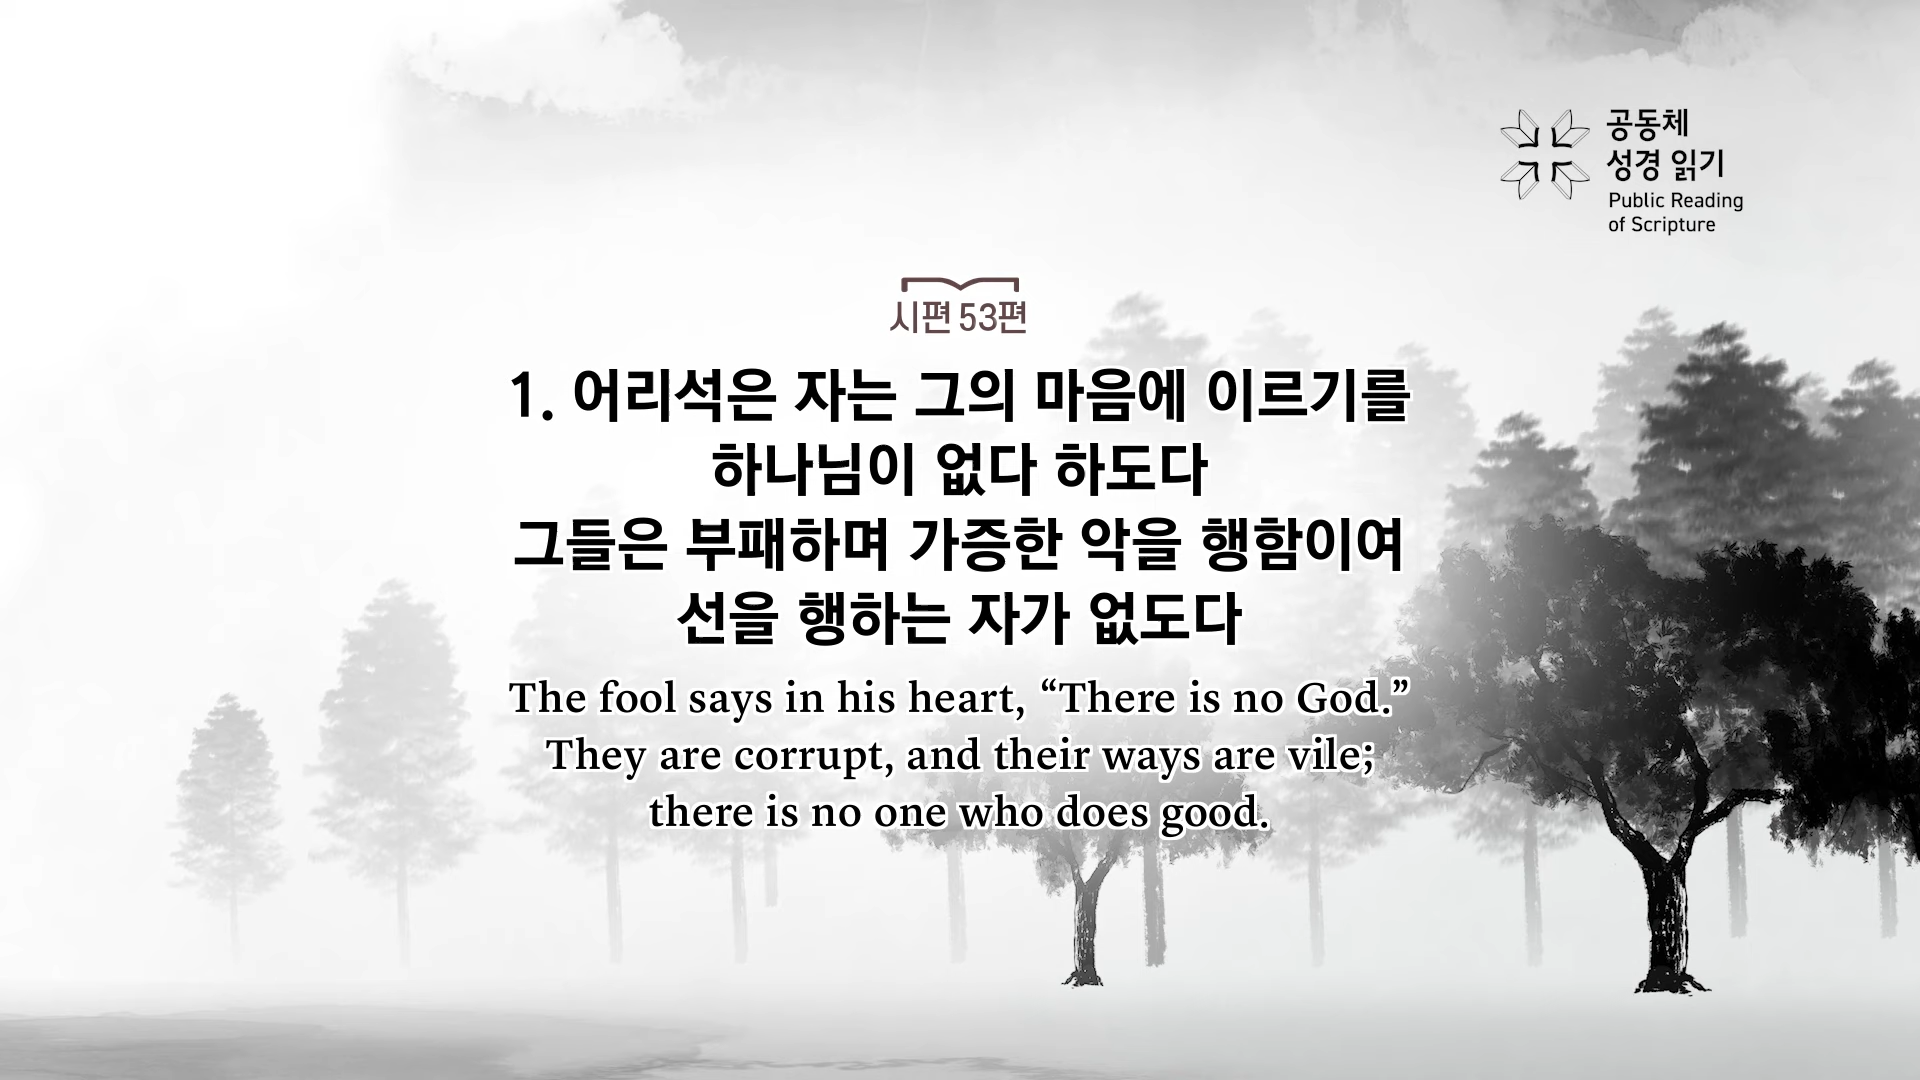 공동체
성경 읽기
Public Reading
of Scripture
시편 53편
1. 어리석은 자는 그의 마음에 이르기를
하나님이 없다 하도다
그들은 부패하며 가증한 악을 행함이여
선을 행하는 자가 없도다
The fool says in his heart, “There is no God.”
They are corrupt, and their ways are vile;
there is no one who does good.